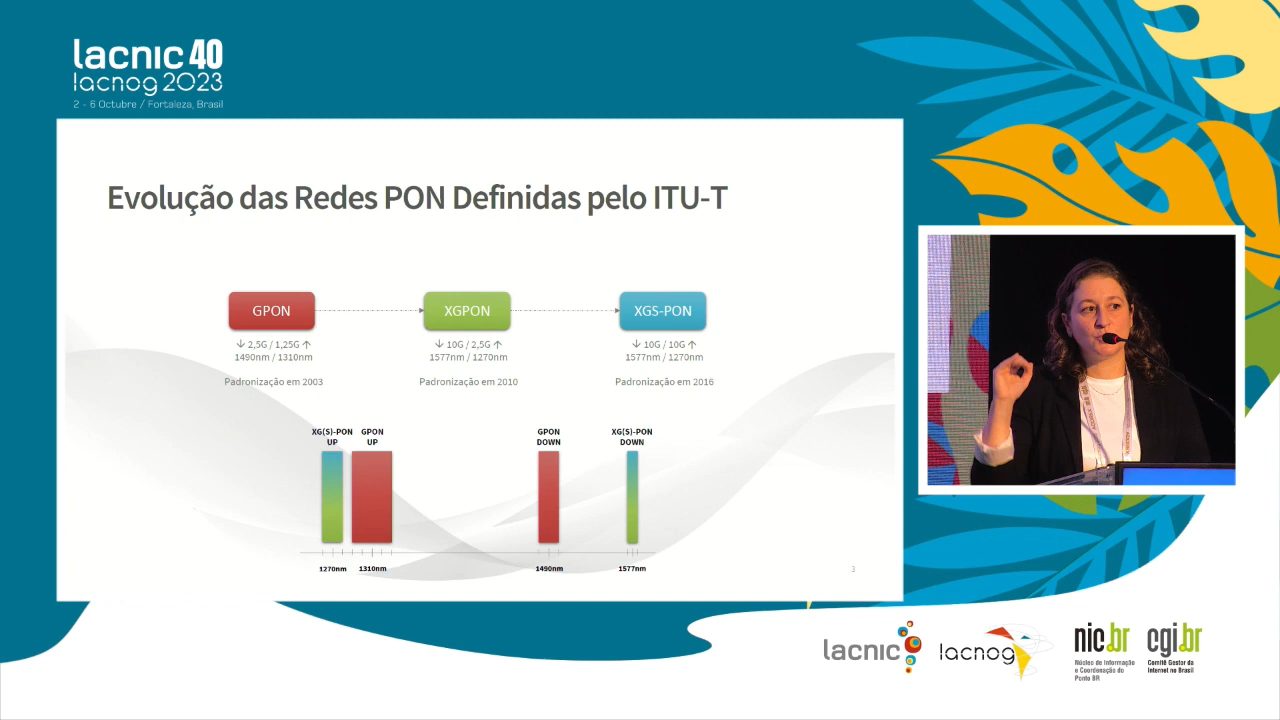 lacnic 40
lacnog 2023
2 - 6 Octubre / Fortaleza, Brasil
Evolução das Redes PON Definidas pelo ITU-T
GPON
XGPON
XGS-PON
↓ 2,5G / 1,25G ↑
1490nm / 1310nm
Padronização em 2003
↓ 10G / 2,5G ↑
1577nm / 1270nm
Padronização em 2010
↓ 10G / 10G ↑
1577nm / 1270nm
Padronização em 2016
XG(S)-PON
UP
GPON
UP
GPON
DOWN
XG(S)-PON
DOWN
1270nm
1310nm
1490nm
1577nm
3
lacnic
lacnog
nic.br
Núcleo de Informação
e Coordenação do
Ponto BR
cgi.br
Comitê Gestor da
Internet no Brasil